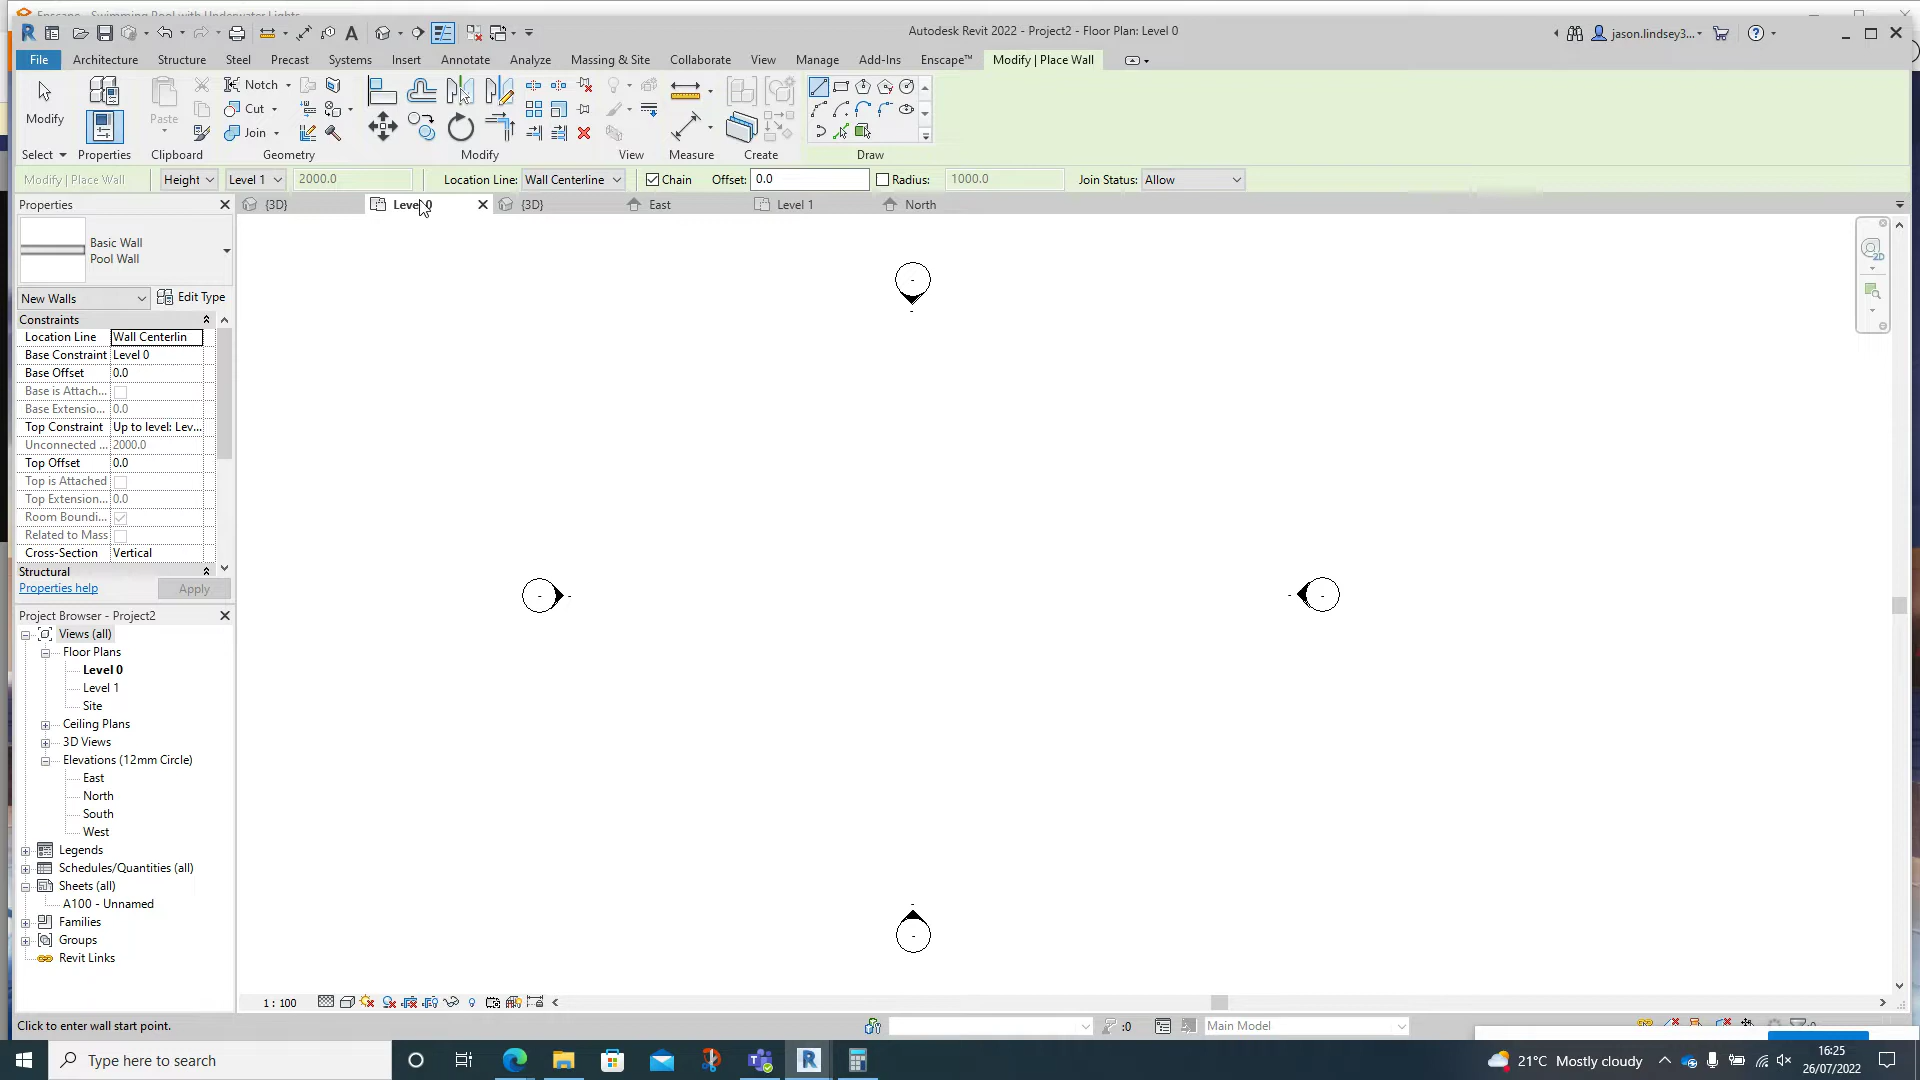 Enscape - Swimming Pool with Underwater Lights
Autodesk Revit 2022 - Project2 - Floor Plan: Level 0
jason.lindsey3...
File Architecture Structure Steel Precast Systems Insert Annotate Analyze Massing & Site Collaborate View Manage Add-Ins Enscape™ Modify | Place Wall
Modify
Paste
Notch
Cut
Join
Select Properties Clipboard Geometry Modify View Measure Create Draw
Modify | Place Wall Height Level 1 2000.0 Location Line: Wall Centerline Chain Offset: 0.0 Radius: 1000.0 Join Status: Allow
Properties
{3D} Level 0 {3D} East Level 1 North
Basic Wall
Pool Wall
New Walls Edit Type
Constraints
Location Line Wall Centerlin
Base Constraint Level 0
Base Offset 0.0
Base is Attach...
Base Extensio... 0.0
Top Constraint Up to level: Lev...
Unconnected ... 2000.0
Top Offset 0.0
Top is Attached
Top Extension... 0.0
Room Boundi...
Related to Mass
Cross-Section Vertical
Structural
Properties help Apply
Project Browser - Project2
Views (all)
Floor Plans
Level 0
Level 1
Site
Ceiling Plans
3D Views
Elevations (12mm Circle)
East
North
South
West
Legends
Schedules/Quantities (all)
Sheets (all)
A100 - Unnamed
Families
Groups
Revit Links
1 : 100
Click to enter wall start point.
:0
Main Model
Type here to search
21°C Mostly cloudy
16:25
26/07/2022